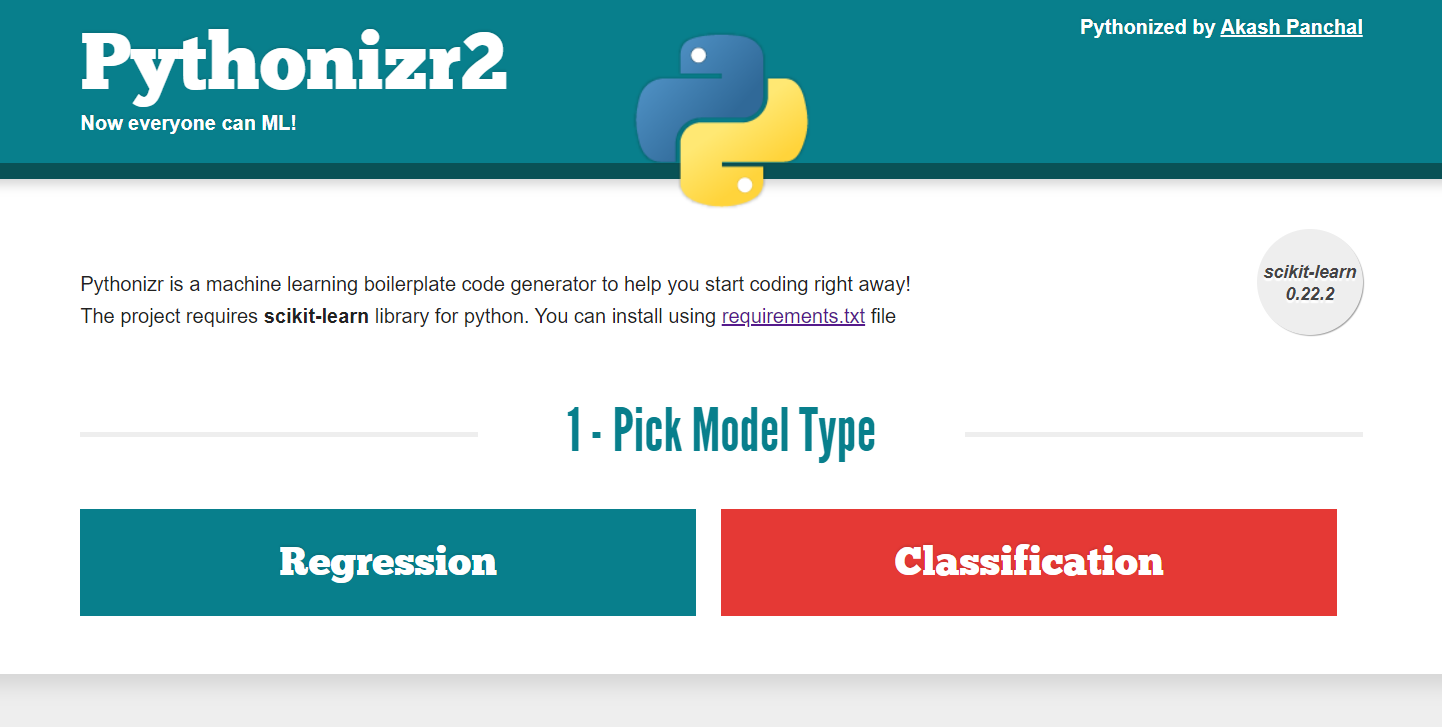 Pythonizr2
Now everyone can ML!
Pythonized by Akash Panchal
Pythonizr is a machine learning boilerplate code generator to help you start coding right away!
The project requires scikit-learn library for python. You can install using requirements.txt file
scikit-learn
0.22.2
1 - Pick Model Type
Regression
Classification